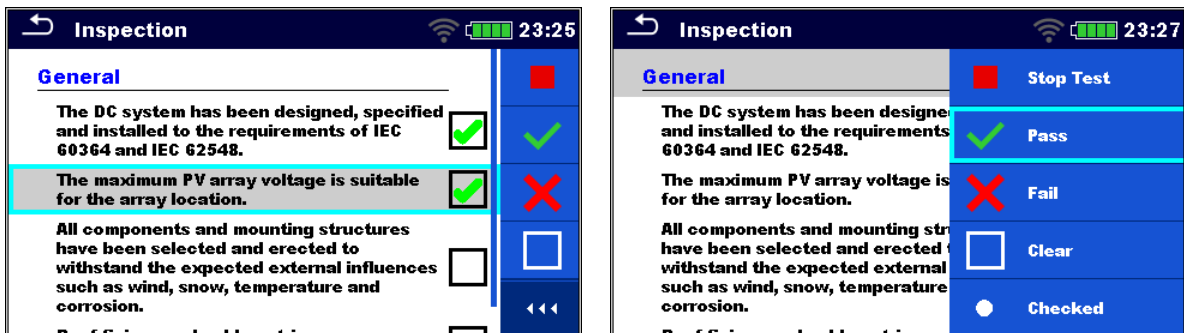 Inspection
23:25
General
The DC system has been designed, specified
and installed to the requirements of IEC
60364 and IEC 62548.
The maximum PV array voltage is suitable
for the array location.
All components and mounting structures
have been selected and erected to
withstand the expected external influences
such as wind, snow, temperature and
corrosion.
Inspection
23:27
General
The DC system has been designe
and installed to the requirements
60364 and IEC 62548.
The maximum PV array voltage is
for the array location.
All components and mounting str
have been selected and erected t
withstand the expected external
such as wind, snow, temperature
corrosion.
Stop Test
Pass
Fail
Clear
Checked